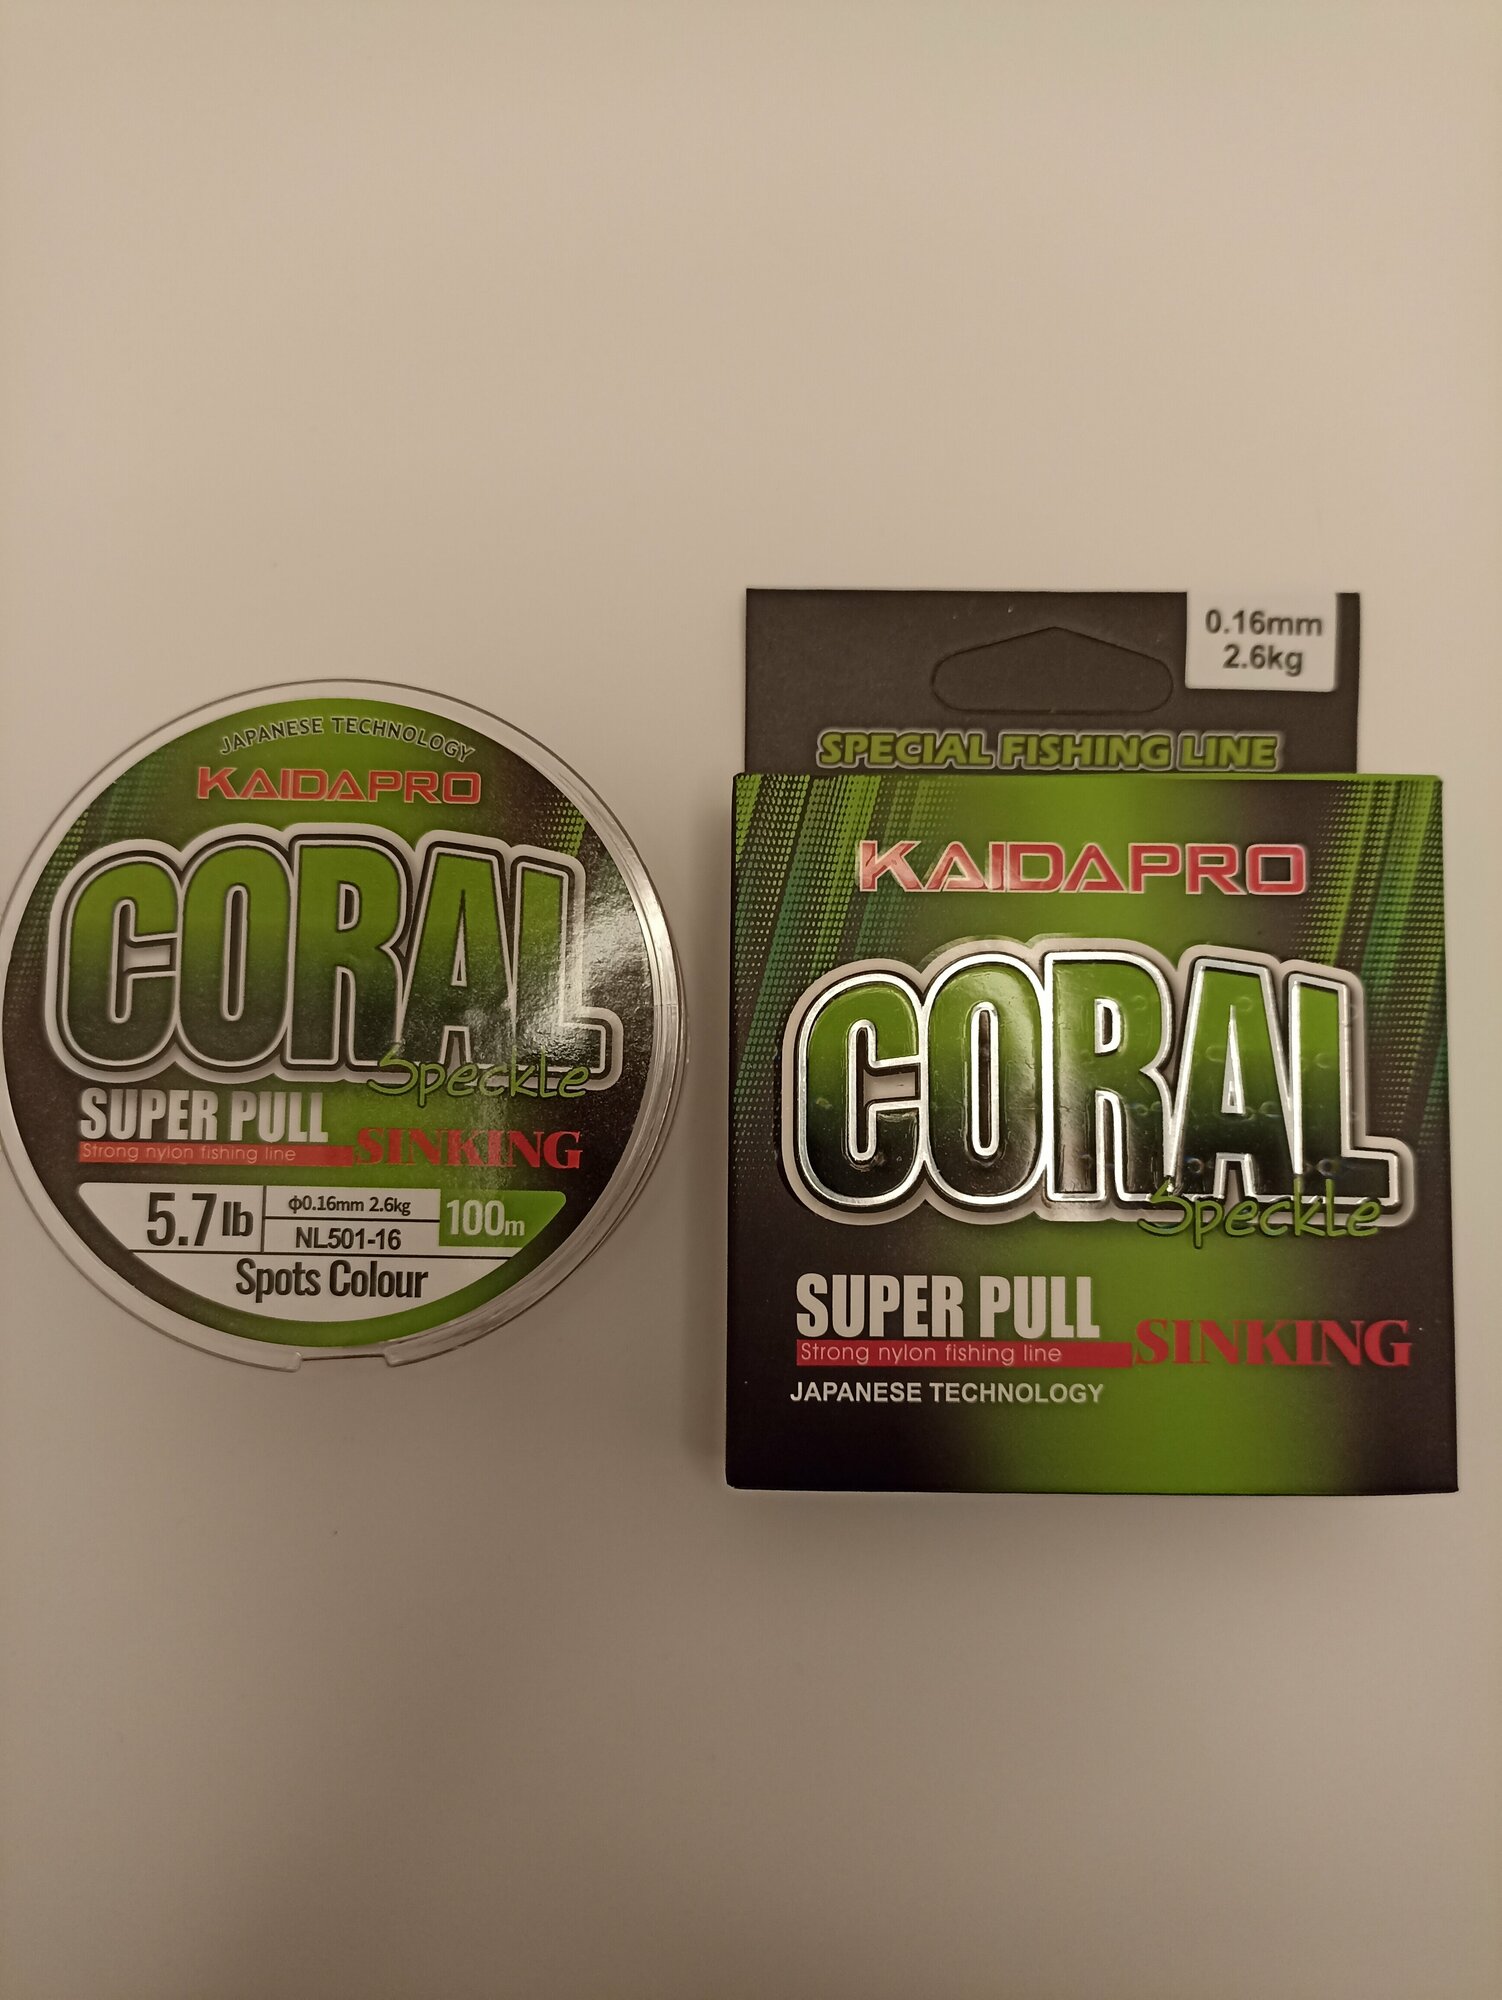 JAPANESE TECHNOLOGY
KAIDAPRO
CORAL
Speckle
SUPER PULL
Strong nylon fishing line
SINKING
5.7lb
ф0.16mm 2.6kg
NL501-16
100m
Spots Colour
0.16mm
2.6kg
SPECIAL FISHING LINE
KAIDAPRO
CORAL
Speckle
SUPER PULL
Strong nylon fishing line
SINKING
JAPANESE TECHNOLOGY